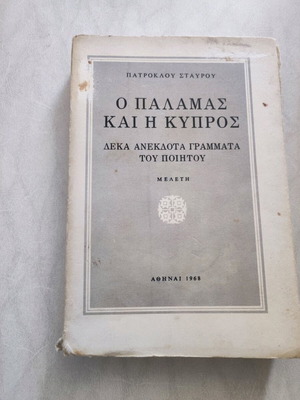 ΠΑΤΡΟΚΛΟΥ ΣΤΑΥΡΟΥ
Ο ΠΑΛΑΜΑΣ
ΚΑΙ Η ΚΥΠΡΟΣ
ΔΕΚΑ ΑΝΕΚΔΟΤΑ ΓΡΑΜΜΑΤΑ
ΤΟΥ ΠΟΙΗΤΟΥ
ΜΕΛΕΤΗ
ΑΘΗΝΑΙ 1968